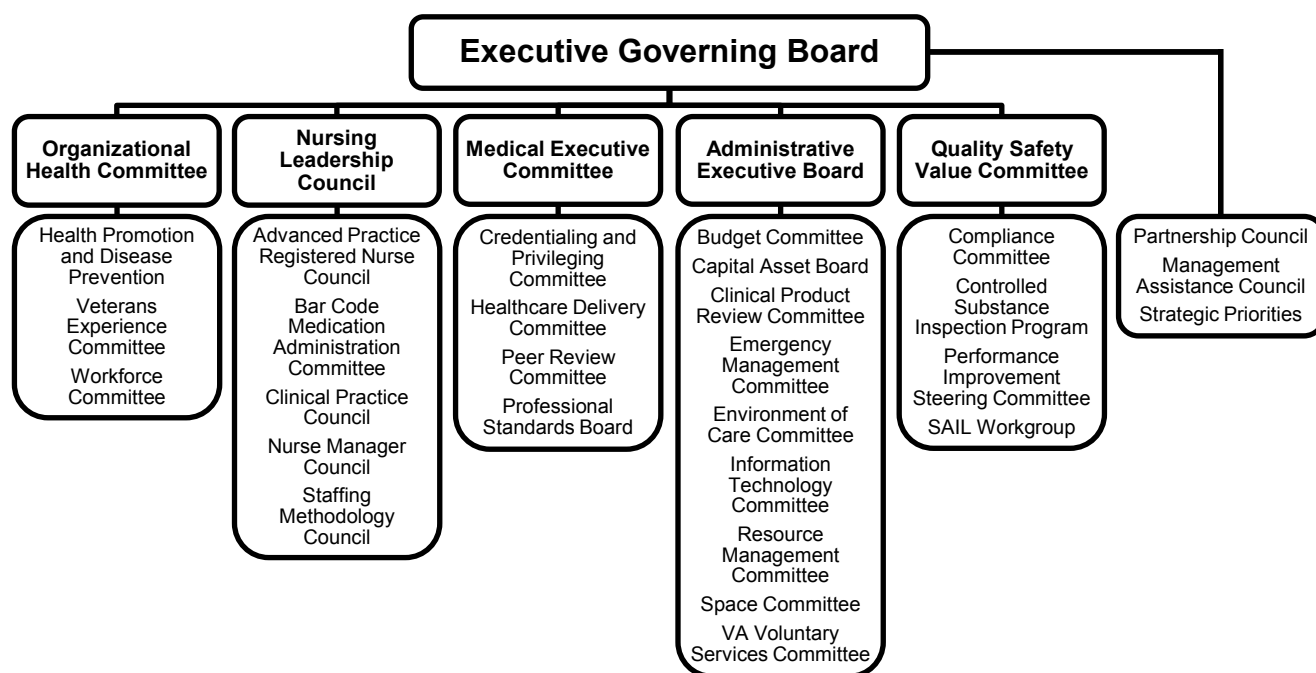 Executive Governing Board
Organizational
Health Committee
Nursing
Leadership
Council
Medical Executive
Committee
Administrative
Executive Board
Quality Safety
Value Committee
Health Promotion
and Disease
Prevention
Veterans
Experience
Committee
Workforce
Committee
Advanced Practice
Registered Nurse
Council
Bar Code
Medication
Administration
Committee
Clinical Practice
Council
Nurse Manager
Council
Staffing
Methodology
Council
Credentialing and
Privileging
Committee
Healthcare Delivery
Committee
Peer Review
Committee
Professional
Standards Board
Budget Committee
Capital Asset Board
Clinical Product
Review Committee
Emergency
Management
Committee
Environment of
Care Committee
Information
Technology
Committee
Resource
Management
Committee
Space Committee
VA Voluntary
Services Committee
Compliance
Committee
Controlled
Substance
Inspection Program
Performance
Improvement
Steering Committee
SAIL Workgroup
Partnership Council
Management
Assistance Council
Strategic Priorities